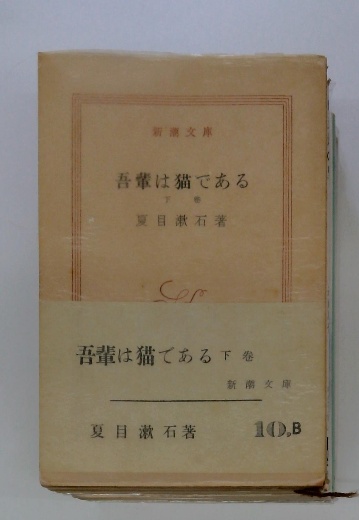 新潮文庫
吾輩は猫である
下巻
夏目漱石著
吾輩は猫である 下巻
新潮文庫
夏目漱石著
10.B